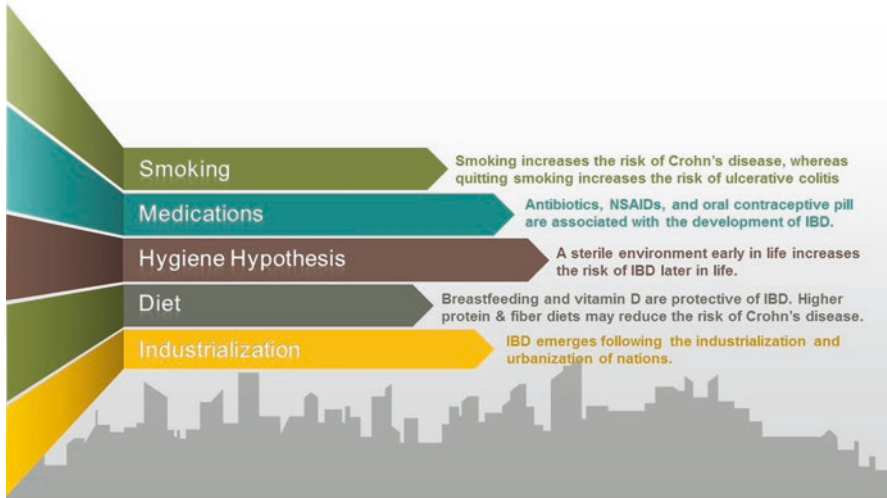 Smoking
Smoking increases the risk of Crohn's disease, whereas
quitting smoking increases the risk of ulcerative colitis
Medications
Antibiotics, NSAIDs, and oral contraceptive pill
are associated with the development of IBD.
Hygiene Hypothesis
A sterile environment early in life increases
the risk of IBD later in life.
Diet
Breastfeeding and vitamin D are protective of IBD. Higher
protein & fiber diets may reduce the risk of Crohn's disease.
Industrialization
IBD emerges following the industrialization and
urbanization of nations.